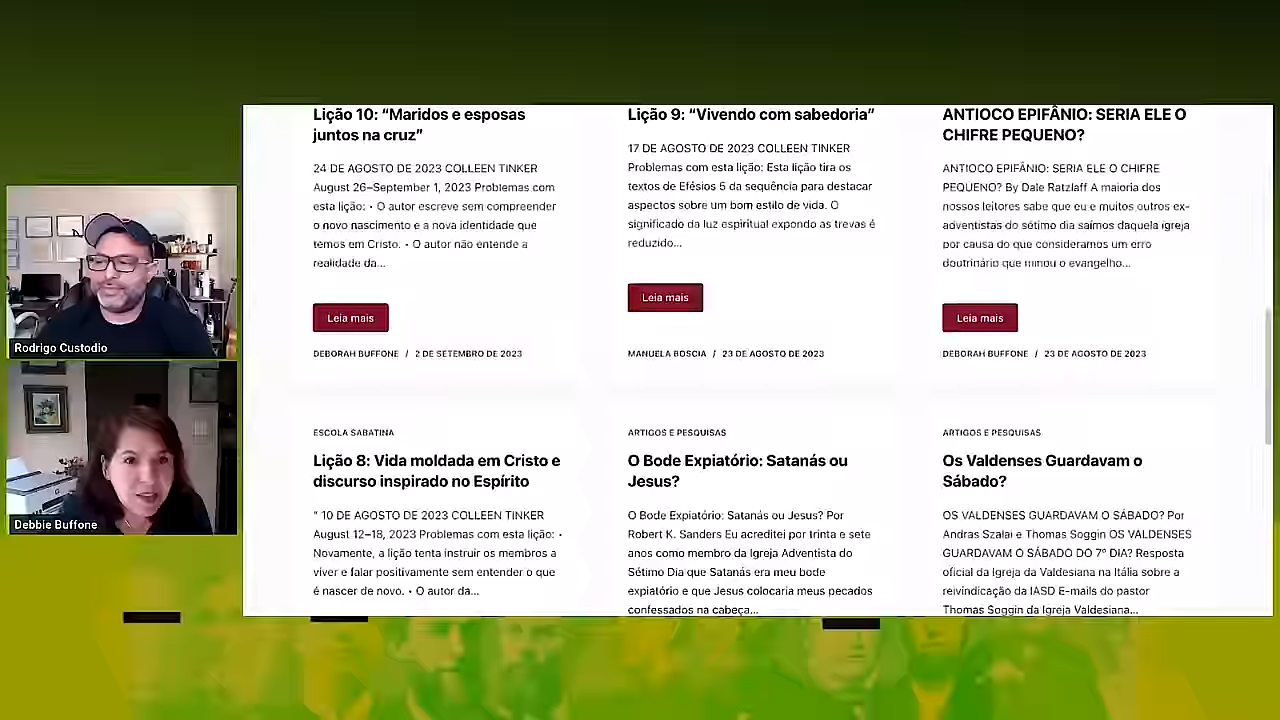 Lição 10: “Maridos e esposas
juntos na cruz”
24 DE AGOSTO DE 2023 COLLEEN TINKER
August 26–September 1, 2023 Problemas com
esta lição: • O autor escreve sem compreender
o novo nascimento e a nova identidade que
temos em Cristo. • O autor não entende a
realidade da...
Leia mais
DEBORAH BUFFONE / 2 DE SETEMBRO DE 2023
Lição 9: “Vivendo com sabedoria”
17 DE AGOSTO DE 2023 COLLEEN TINKER
Problemas com esta lição: Esta lição tira os
textos de Efésios 5 da sequência para destacar
aspectos sobre um bom estilo de vida. O
significado da luz espiritual expondo as trevas é
reduzido...
Leia mais
MANUELA BOSCIA / 23 DE AGOSTO DE 2023
ANTIOCO EPIFÂNIO: SERIA ELE O
CHIFRE PEQUENO?
ANTIOCO EPIFÂNIO: SERIA ELE O CHIFRE
PEQUENO? By Dale Ratzlaff A maioria dos
nossos leitores sabe que eu e muitos outros ex-
adventistas do sétimo dia saímos daquela igreja
por causa do que consideramos um erro
doutrinário que minou o evangelho...
Leia mais
DEBORAH BUFFONE / 23 DE AGOSTO DE 2023
Rodrigo Custodio
Debbie Buffone
ESCOLA SABATINA
Lição 8: Vida moldada em Cristo e
discurso inspirado no Espírito
“ 10 DE AGOSTO DE 2023 COLLEEN TINKER
August 12–18, 2023 Problemas com esta lição: •
Novamente, a lição tenta instruir os membros a
viver e falar positivamente sem entender o que
é nascer de novo. • O autor da...
ARTIGOS E PESQUISAS
O Bode Expiatório: Satanás ou
Jesus?
O Bode Expiatório: Satanás ou Jesus? Por
Robert K. Sanders Eu acreditei por trinta e sete
anos como membro da Igreja Adventista do
Sétimo Dia que Satanás era meu bode
expiatório e que Jesus colocaria meus pecados
confessados na cabeça...
ARTIGOS E PESQUISAS
Os Valdenses Guardavam o
Sábado?
OS VALDENSES GUARDAVAM O SÁBADO? Por
Andras Szalai e Thomas Soggin OS VALDENSES
GUARDAVAM O SÁBADO DO 7º DIA? Resposta
oficial da Igreja da Valdesiana na Itália sobre a
reivindicação da IASD E-mails do pastor
Thomas Soggin da Igreja Valdesiana...